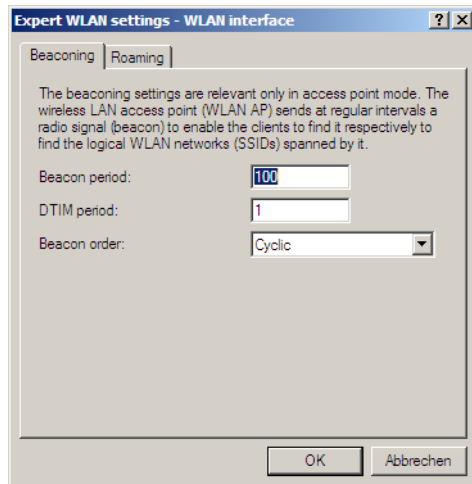 Expert WLAN settings - WLAN interface
Beaconing Roaming
The beaconing settings are relevant only in access point mode. The
wireless LAN access point (WLAN AP) sends at regular intervals a
radio signal (beacon) to enable the clients to find it respectively to
find the logical WLAN networks (SSIDs) spanned by it.
Beacon period: 100
DTIM period: 1
Beacon order: Cyclic
OK Abbrechen